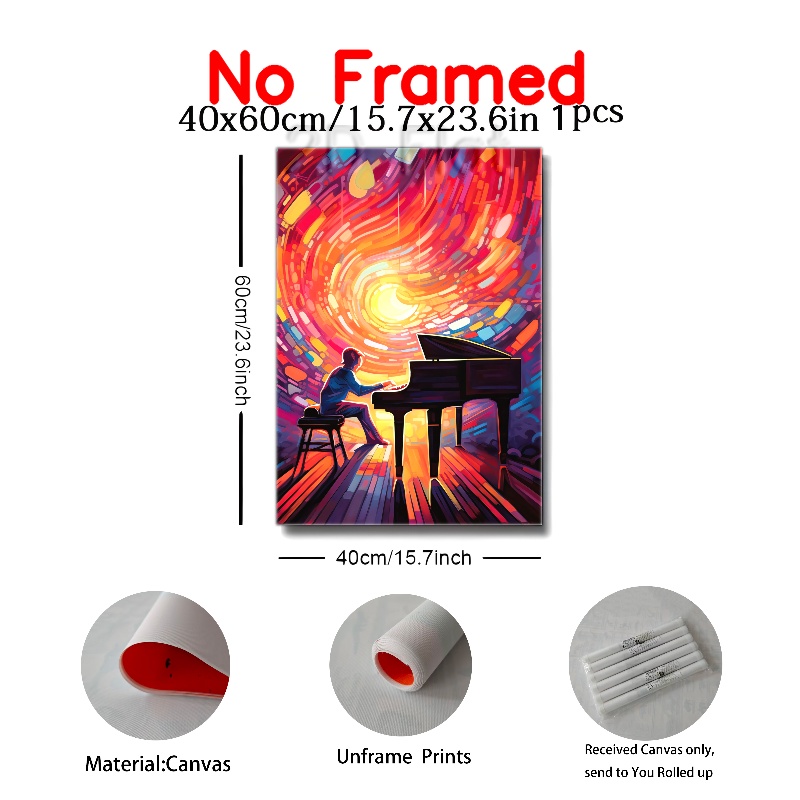 No Framed
40x60cm/15.7x23.6in 1pcs
60cm/23.6inch
40cm/15.7inch
Material:Canvas
Unframe Prints
Received Canvas only,
send to You Rolled up